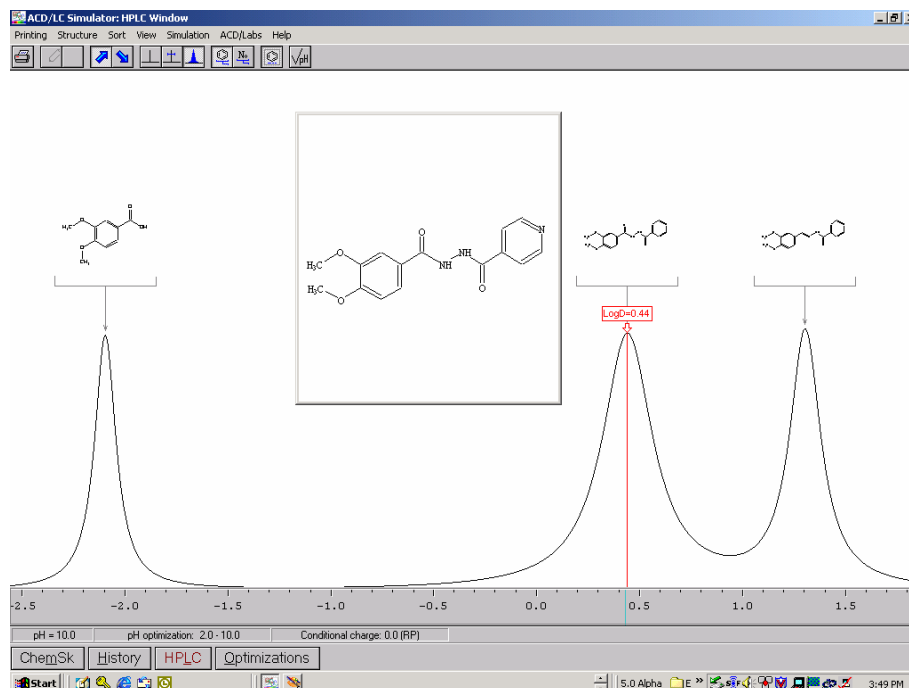 ACD/LC Simulator: HPLC Window
Printing Structure Sort View Simulation ACD/Labs Help
N₀ √pH
O
H₃C O OH
O
CH₃
O
H₃C O NH NH N
H₃C O O
LogD=0.44
-2.5 -2.0 -1.5 -1.0 -0.5 0.0 0.5 1.0 1.5
pH = 10.0 pH optimization: 2.0 - 10.0 Conditional charge: 0.0 (RP)
ChemSk History HPLC Optimizations
Start 5.0 Alpha E » 3:49 PM